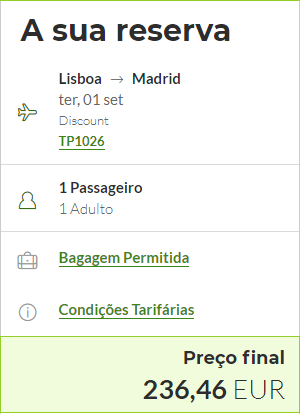 A sua reserva
Lisboa → Madrid
ter, 01 set
Discount
TP1026
1 Passageiro
1 Adulto
Bagagem Permitida
Condições Tarifárias
Preço final
236,46 EUR